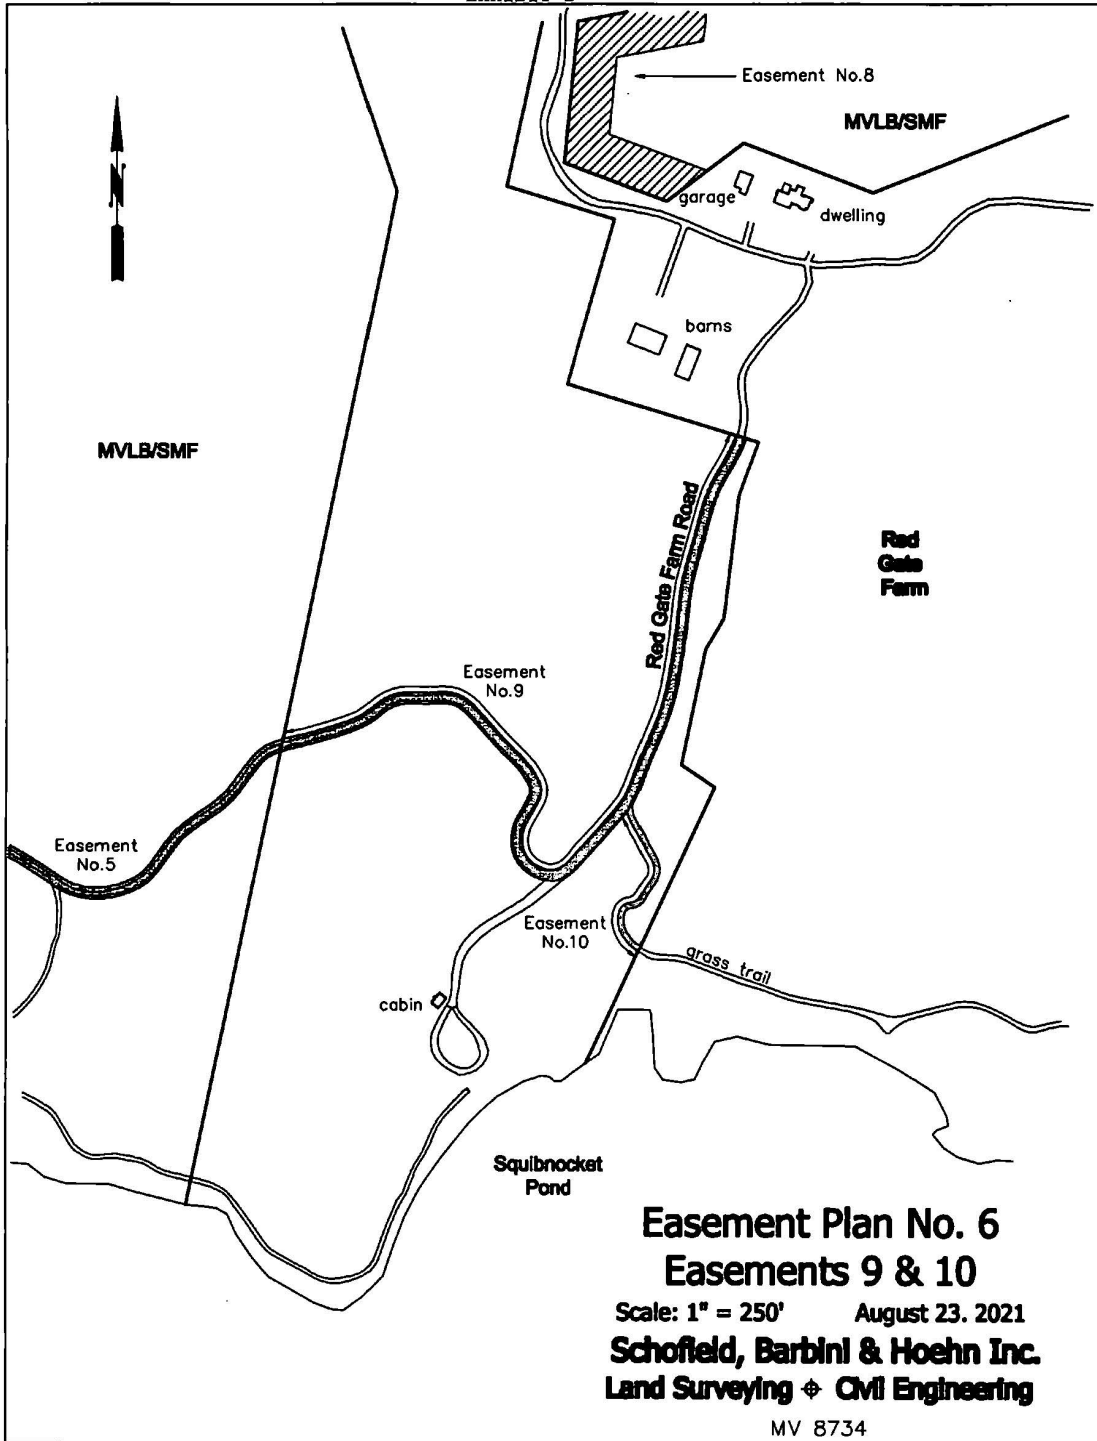 Easement No.8
MVLB/SMF
N
garage
dwelling
barns
MVLB/SMF
Red Gate Farm Road
Red
Gate
Farm
Easement
No.9
Easement
No.5
Easement
No.10
grass trail
cabin
Squibnocket
Pond
Easement Plan No. 6
Easements 9 & 10
Scale: 1" = 250' August 23. 2021
Schofield, Barbini & Hoehn Inc.
Land Surveying ⌖ Civil Engineering
MV 8734